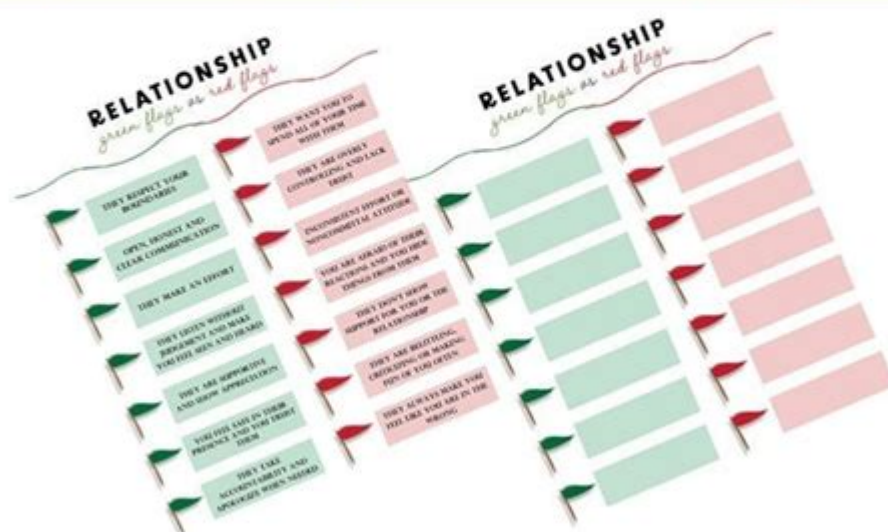 RELATIONSHIP
green flags vs red flags
THEY RESPECT YOUR
BOUNDARIES
OPEN, HONEST AND
CLEAR COMMUNICATION
THEY MAKE AN EFFORT
THEY LISTEN WITHOUT
JUDGEMENT AND MAKE
YOU FEEL SEEN AND HEARD
THEY ARE SUPPORTIVE
AND SHOW APPRECIATION
YOU FEEL SAFE IN THEIR
PRESENCE AND YOU TRUST
THEM
THEY TAKE
ACCOUNTABILITY AND
APOLOGIZE WHEN NEEDED
THEY WANT YOU TO
SPEND ALL OF YOUR TIME
WITH THEM
THEY ARE OVERLY
CONTROLLING AND LACK
TRUST
INCONSISTENT EFFORT OR
NONCOMMITTAL ATTITUDE
YOU ARE AFRAID OF THEIR
REACTIONS AND YOU HIDE
THINGS FROM THEM
THEY DON'T SHOW
SUPPORT FOR YOU OR THE
RELATIONSHIP
THEY ARE BELITTLING,
CRITICIZING OR MAKING
FUN OF YOU OFTEN
THEY ALWAYS MAKE YOU
FEEL LIKE YOU ARE IN THE
WRONG
RELATIONSHIP
green flags vs red flags